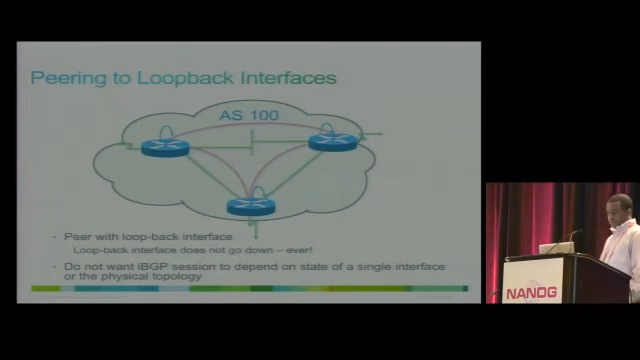 Peering to Loopback Interfaces
AS 100
Peer with loop-back interface
Loop-back interface does not go down – ever!
Do not want iBGP session to depend on state of a single interface
or the physical topology
NANOG